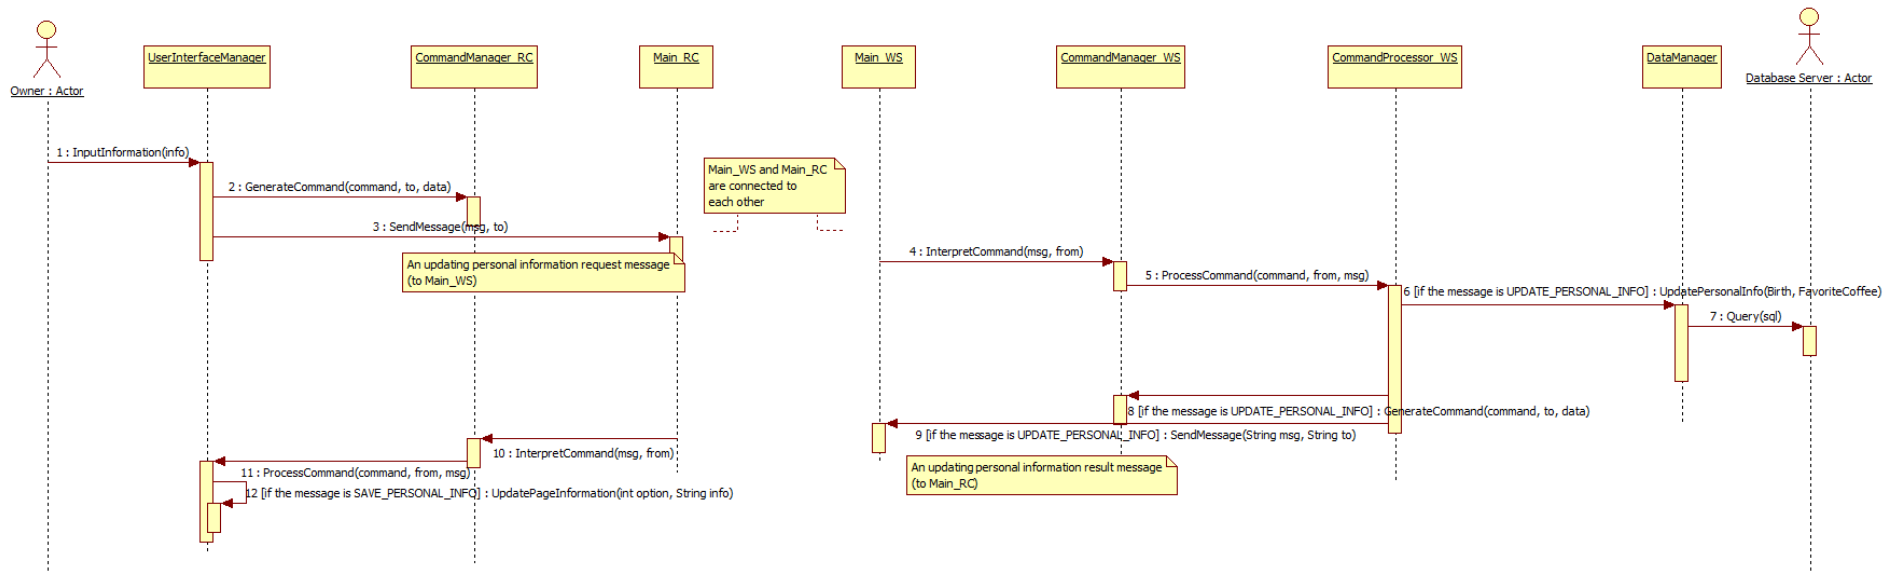 UserInterfaceManager
CommandManager_RC
Main_RC
Main_WS
CommandManager_WS
CommandProcessor_WS
DataManager
Database Server : Actor
Owner : Actor
1 : InputInformation(info)
2 : GenerateCommand(command, to, data)
3 : SendMessage(msg, to)
An updating personal information request message
(to Main_WS)
Main_WS and Main_RC
are connected to
each other
4 : InterpretCommand(msg, from)
5 : ProcessCommand(command, from, msg)
6 [if the message is UPDATE_PERSONAL_INFO] : UpdatePersonalInfo(Birth, FavoriteCoffee)
7 : Query(sql)
8 [if the message is UPDATE_PERSONAL_INFO] : GenerateCommand(command, to, data)
9 [if the message is UPDATE_PERSONAL_INFO] : SendMessage(String msg, String to)
An updating personal information result message
(to Main_RC)
10 : InterpretCommand(msg, from)
11 : ProcessCommand(command, from, msg)
12 [if the message is SAVE_PERSONAL_INFO] : UpdatePageInformation(int option, String info)